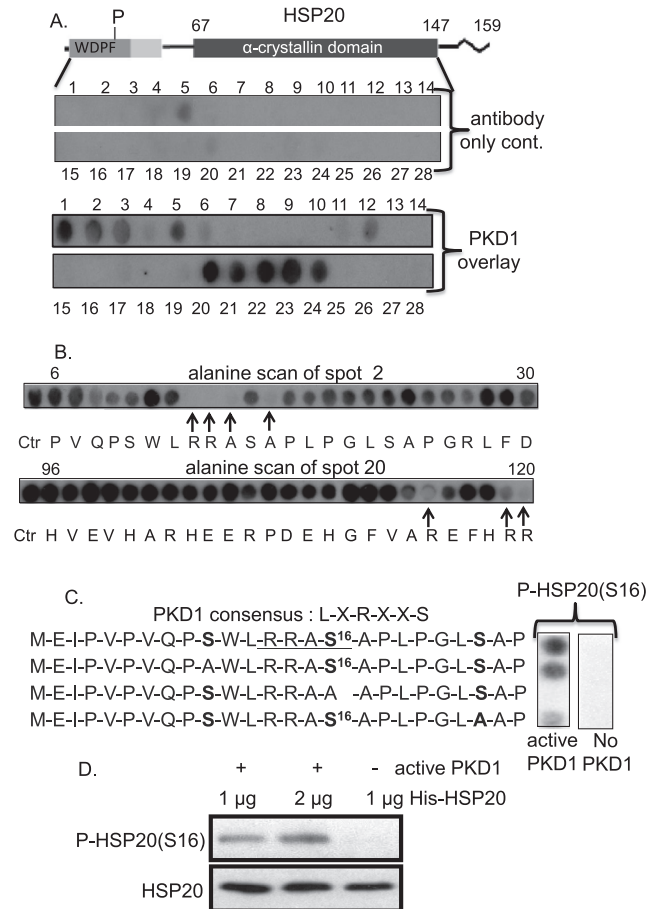 A.
P
67
HSP20
147
159
WDPF
α-crystallin domain
1 2 3 4 5 6 7 8 9 10 11 12 13 14
antibody
only cont.
15 16 17 18 19 20 21 22 23 24 25 26 27 28
1 2 3 4 5 6 7 8 9 10 11 12 13 14
PKD1
overlay
15 16 17 18 19 20 21 22 23 24 25 26 27 28
B.
6 alanine scan of spot 2 30
Ctr P V Q P S W L R R A S A P L P G L S A P G R L F D
96 alanine scan of spot 20 120
Ctr H V E V H A R H E E R P D E H G F V A R E F H R R
C.
P-HSP20(S16)
PKD1 consensus : L-X-R-X-X-S
M-E-I-P-V-P-V-Q-P-S-W-L-R-R-A-S16-A-P-L-P-G-L-S-A-P
M-E-I-P-V-P-V-Q-P-A-W-L-R-R-A-S16-A-P-L-P-G-L-S-A-P
M-E-I-P-V-P-V-Q-P-S-W-L-R-R-A-A -A-P-L-P-G-L-S-A-P
M-E-I-P-V-P-V-Q-P-S-W-L-R-R-A-S16-A-P-L-P-G-L-A-A-P
active PKD1
No PKD1
D.
+ + - active PKD1
1 µg 2 µg 1 µg His-HSP20
P-HSP20(S16)
HSP20